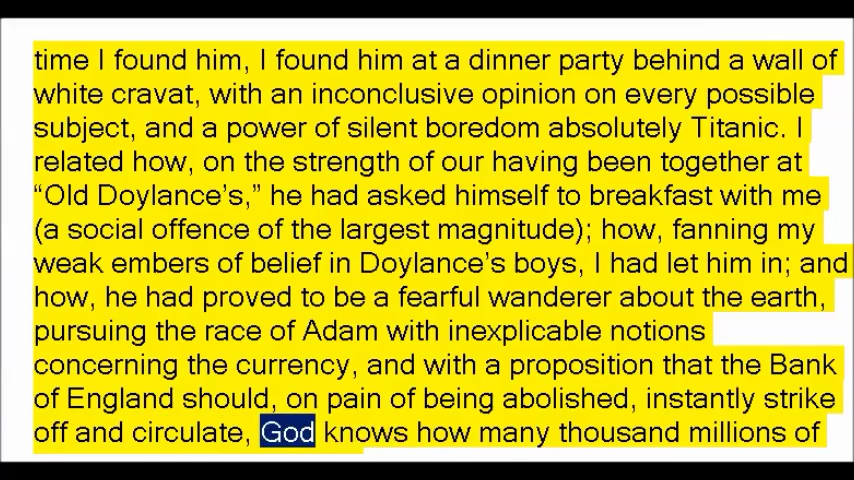 time I found him, I found him at a dinner party behind a wall of
white cravat, with an inconclusive opinion on every possible
subject, and a power of silent boredom absolutely Titanic. I
related how, on the strength of our having been together at
“Old Doylance’s,” he had asked himself to breakfast with me
(a social offence of the largest magnitude); how, fanning my
weak embers of belief in Doylance’s boys, I had let him in; and
how, he had proved to be a fearful wanderer about the earth,
pursuing the race of Adam with inexplicable notions
concerning the currency, and with a proposition that the Bank
of England should, on pain of being abolished, instantly strike
off and circulate, God knows how many thousand millions of